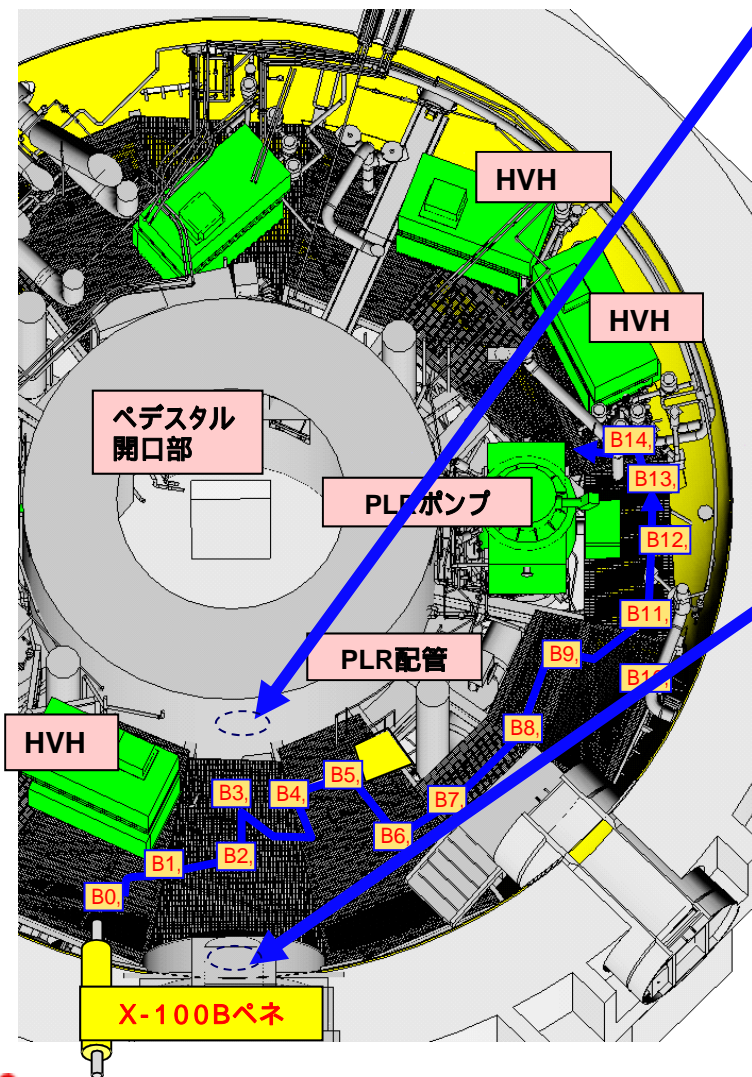 HVH
HVH
ペデスタル
開口部
PLRポンプ
B14,
B13,
B12,
B11,
PLR配管
B9,
B10,
HVH
B8,
B5,
B3,
B4,
B7,
B6,
B2,
B1,
B0,
X-100Bペネ